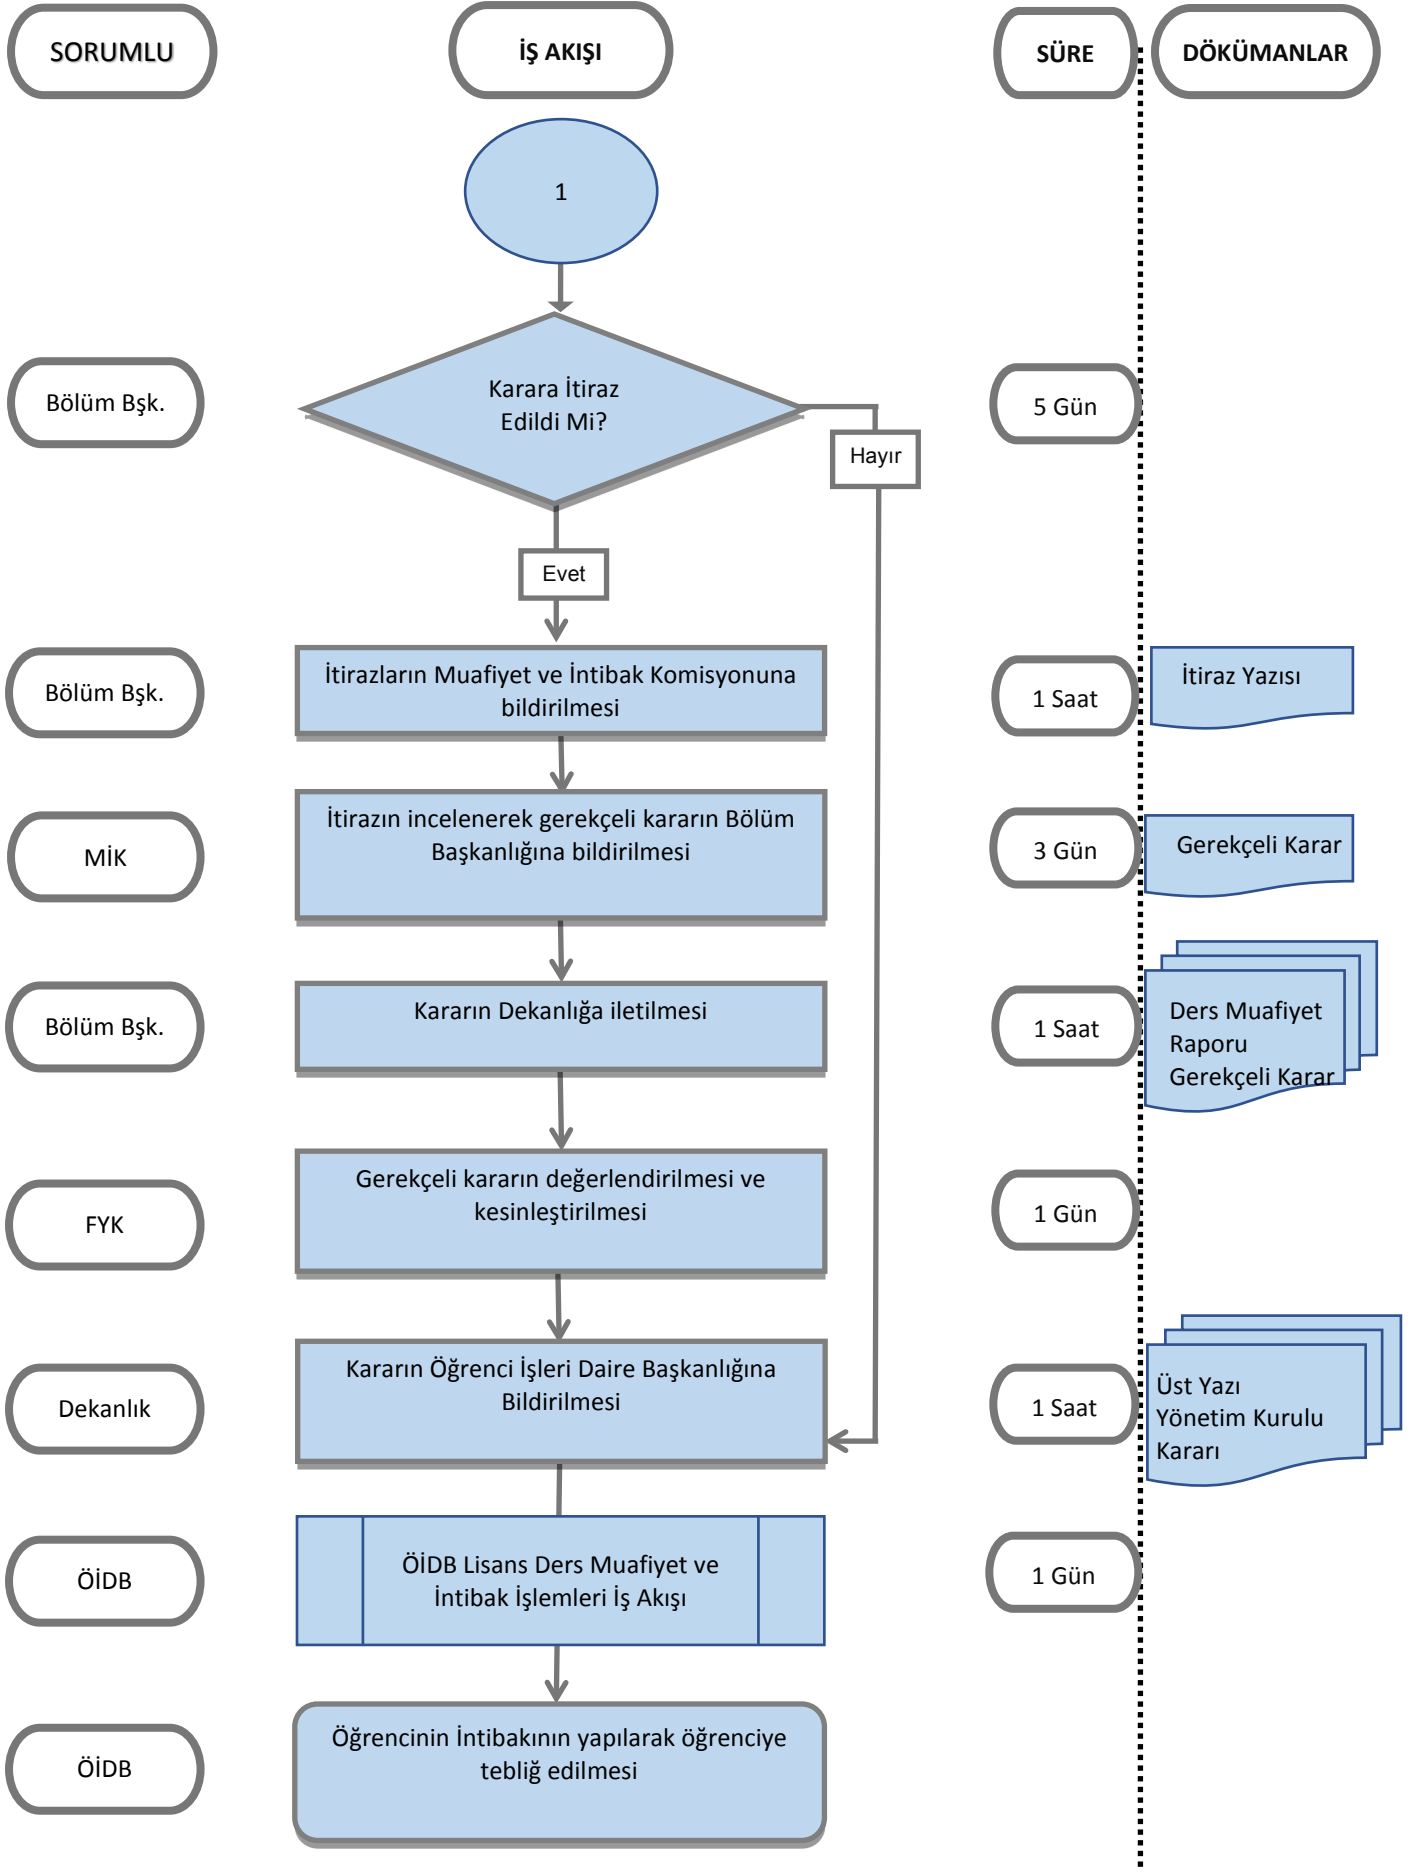 SORUMLU
İŞ AKIŞI
SÜRE
DÖKÜMANLAR
1
Bölüm Bşk.
Karara İtiraz
Edildi Mi?
5 Gün
Hayır
Evet
Bölüm Bşk.
İtirazların Muafiyet ve İntibak Komisyonuna
bildirilmesi
1 Saat
İtiraz Yazısı
MİK
İtirazın incelenerek gerekçeli kararın Bölüm
Başkanlığına bildirilmesi
3 Gün
Gerekçeli Karar
Bölüm Bşk.
Kararın Dekanlığa iletilmesi
1 Saat
Ders Muafiyet
Raporu
Gerekçeli Karar
FYK
Gerekçeli kararın değerlendirilmesi ve
kesinleştirilmesi
1 Gün
Dekanlık
Kararın Öğrenci İşleri Daire Başkanlığına
Bildirilmesi
1 Saat
Üst Yazı
Yönetim Kurulu
Kararı
ÖİDB
ÖİDB Lisans Ders Muafiyet ve
İntibak İşlemleri İş Akışı
1 Gün
ÖİDB
Öğrencinin İntibakının yapılarak öğrenciye
tebliğ edilmesi